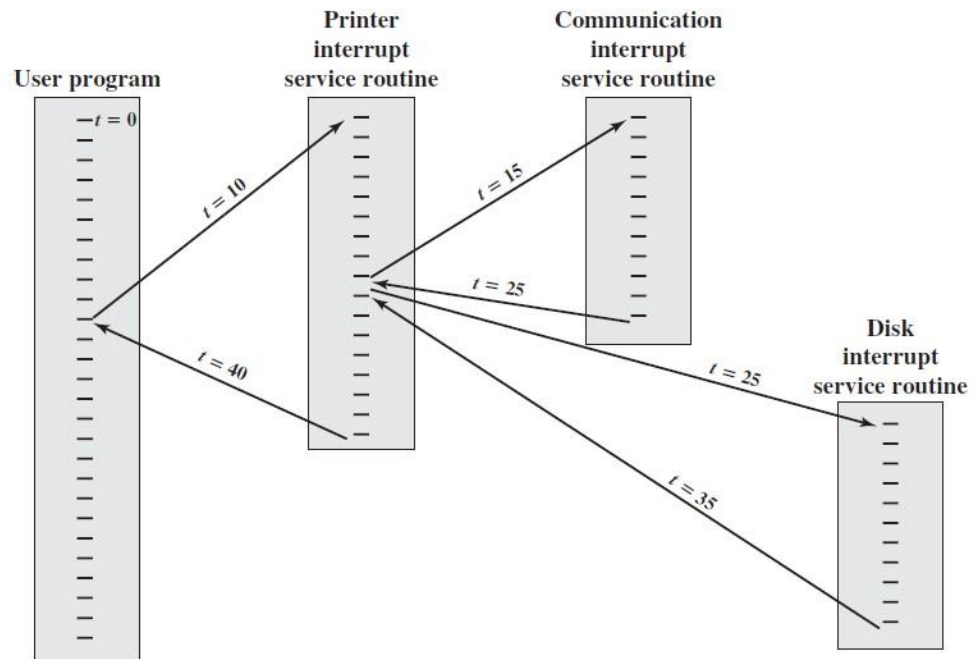 Printer
interrupt
service routine
Communication
interrupt
service routine
User program
t = 0
t = 10
t = 15
t = 25
t = 40
t = 25
t = 35
Disk
interrupt
service routine